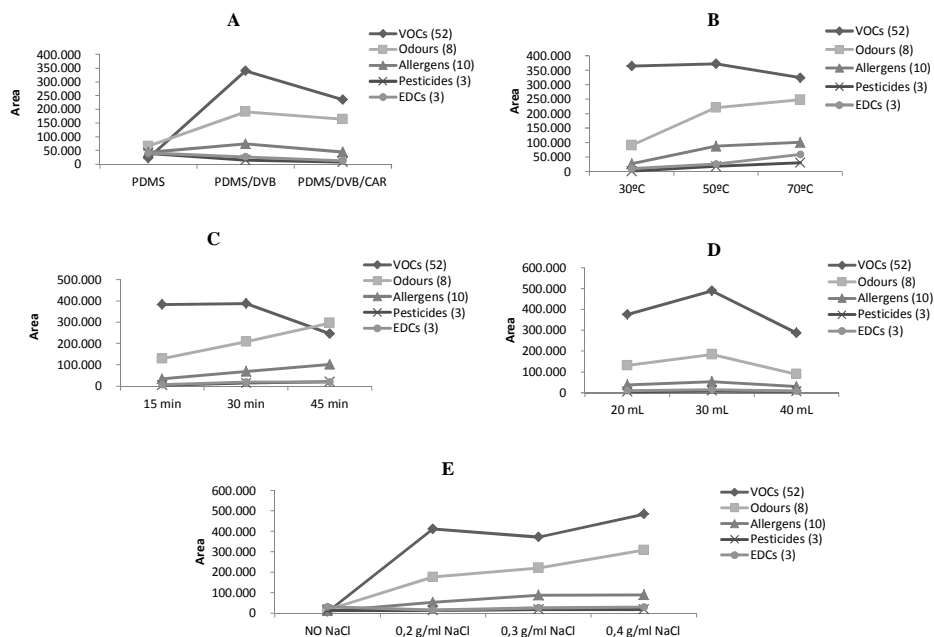 A
VOCs (52)
Odours (8)
Allergens (10)
Pesticides (3)
EDCs (3)
Area
400.000
350.000
300.000
250.000
200.000
150.000
100.000
50.000
0
PDMS
PDMS/DVB
PDMS/DVB/CAR
B
VOCs (52)
Odours (8)
Allergens (10)
Pesticides (3)
EDCs (3)
Area
400.000
350.000
300.000
250.000
200.000
150.000
100.000
50.000
0
30ºC
50ºC
70ºC
C
VOCs (52)
Odours (8)
Allergens (10)
Pesticides (3)
EDCs (3)
Area
500.000
400.000
300.000
200.000
100.000
0
15 min
30 min
45 min
D
VOCs (52)
Odours (8)
Allergens (10)
Pesticides (3)
EDCs (3)
Area
600.000
500.000
400.000
300.000
200.000
100.000
0
20 mL
30 mL
40 mL
E
VOCs (52)
Odours (8)
Allergens (10)
Pesticides (3)
EDCs (3)
Area
600.000
500.000
400.000
300.000
200.000
100.000
0
NO NaCl
0,2 g/ml NaCl
0,3 g/ml NaCl
0,4 g/ml NaCl